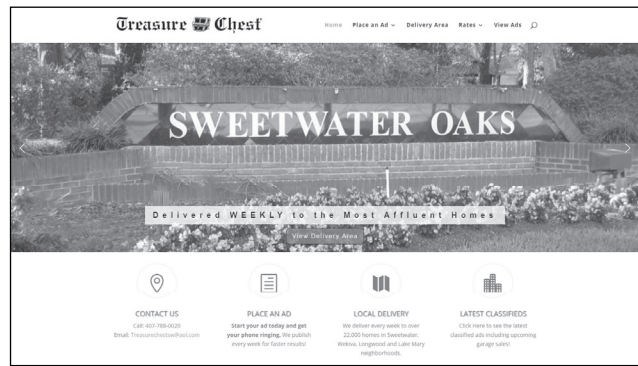 Treasure Chest
Home Place an Ad Delivery Area Rates View Ads
SWEETWATER OAKS
Delivered WEEKLY to the Most Affluent Homes
View Delivery Area
CONTACT US
Call: 407-788-0020
Email: Treasurechestsw@aol.com
PLACE AN AD
Start your ad today and get
your phone ringing. We publish
every week for faster results!
LOCAL DELIVERY
We deliver every week to over
22,000 homes in Sweetwater,
Wekiva, Longwood and Lake Mary
neighborhoods.
LATEST CLASSIFIEDS
Click Here to see the latest
classified ads including upcoming
garage sales!